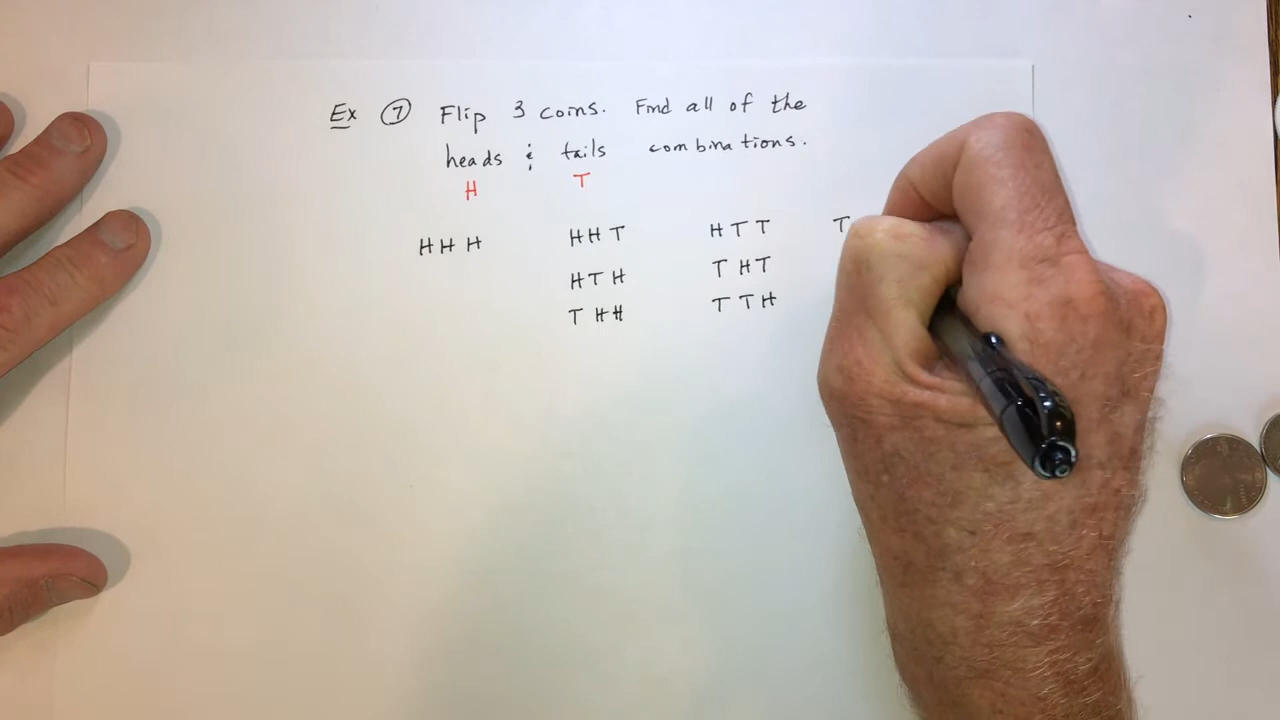 Ex ⑦ Flip 3 coins. Find all of the
heads & tails combinations.
H T
HHH HHT HTT T
HTH THT
THH TTH